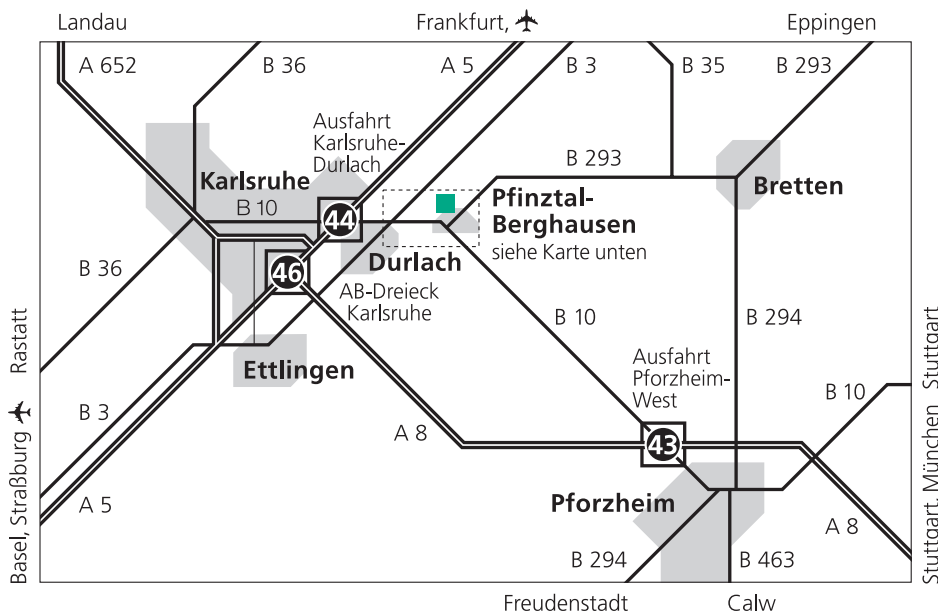 Landau
Frankfurt,
Eppingen
A 652
B 36
A 5
B 3
B 35
B 293
Ausfahrt
Karlsruhe-
Durlach
B 293
Karlsruhe
Bretten
B 10
44
Pfinztal-
Berghausen
siehe Karte unten
Durlach
B 36
46
AB-Dreieck
Karlsruhe
B 10
B 294
Ettlingen
Ausfahrt
Pforzheim-
West
B 10
B 3
A 8
43
A 5
Pforzheim
A 8
B 294
B 463
Freudenstadt
Calw
Basel, Straßburg
Rastatt
Stuttgart, München
Stuttgart